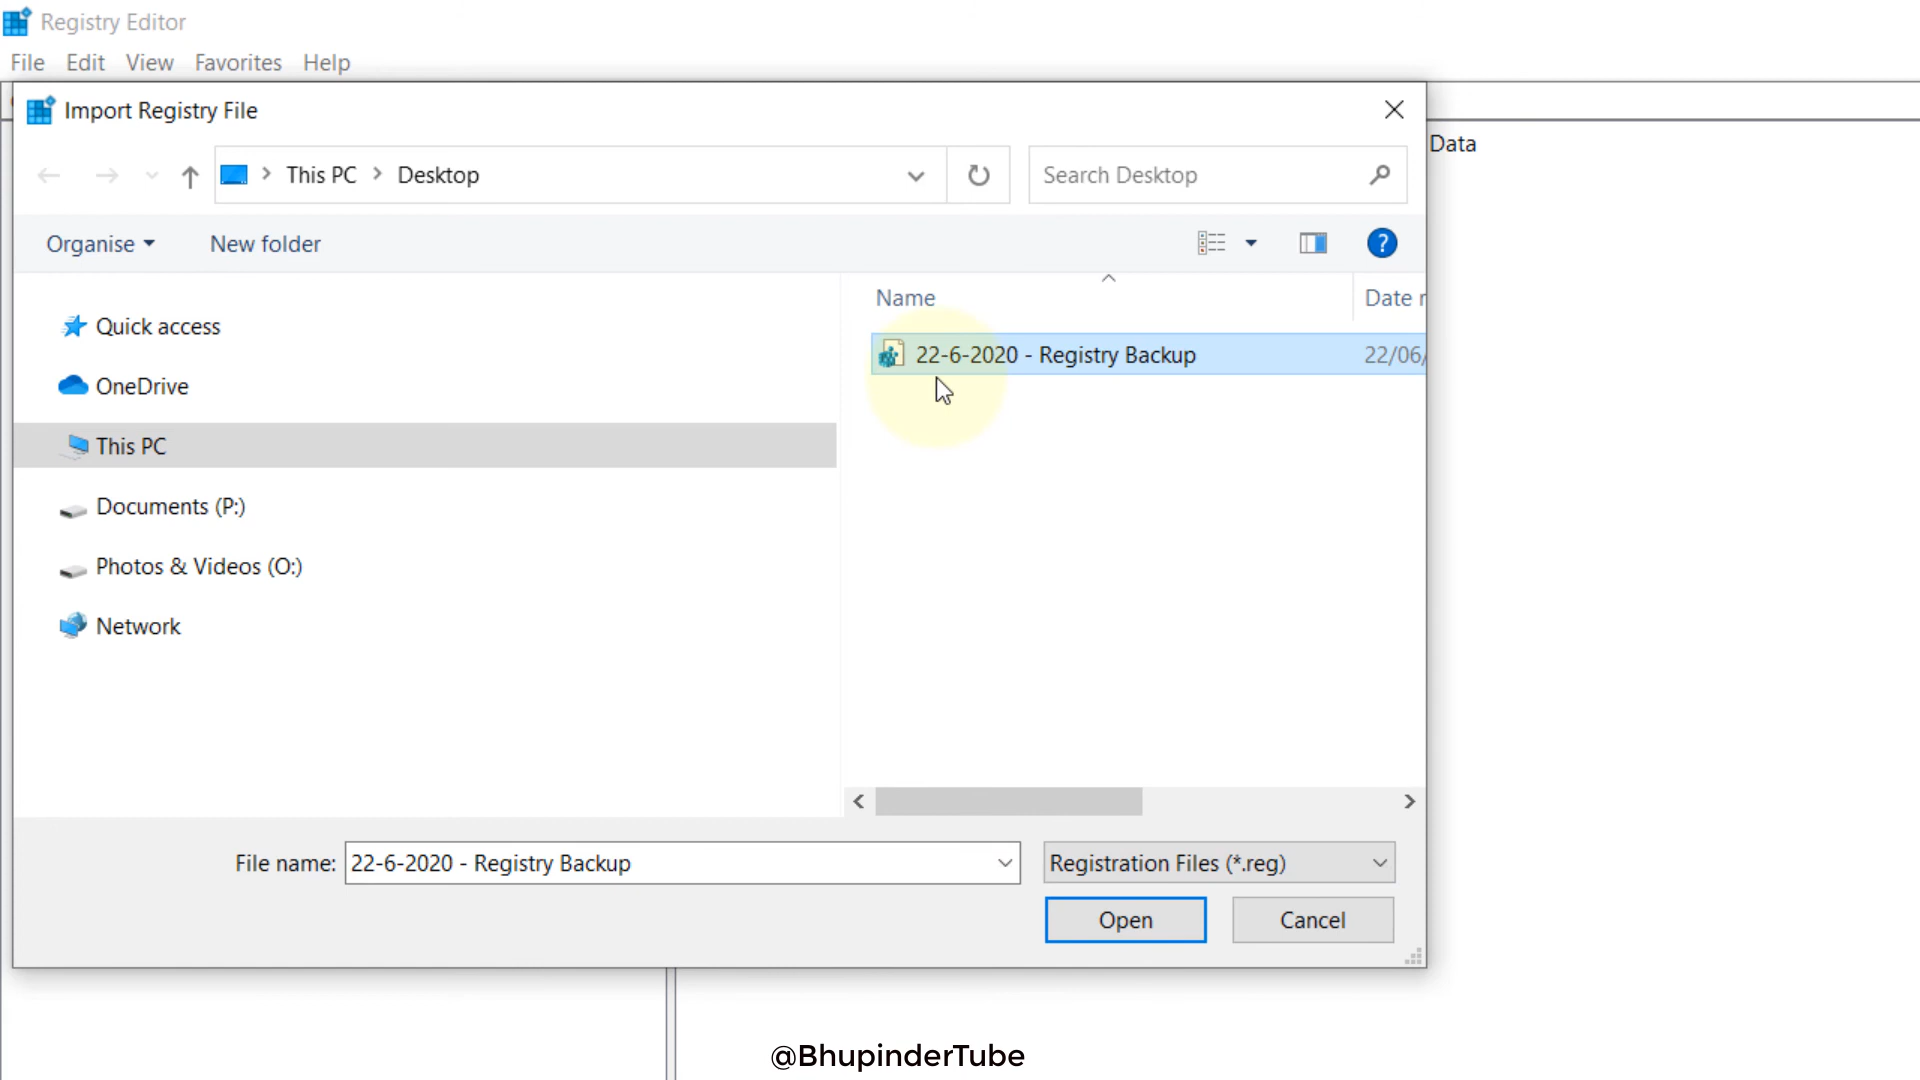 Registry Editor
File Edit View Favorites Help
Import Registry File
Data
This PC Desktop
Search Desktop
Organise New folder
?
Name
Quick access
22-6-2020 - Registry Backup 22/06/
OneDrive
This PC
Documents (P:)
Photos & Videos (O:)
Network
File name: 22-6-2020 - Registry Backup Registration Files (*.reg)
Open Cancel
@BhupinderTube